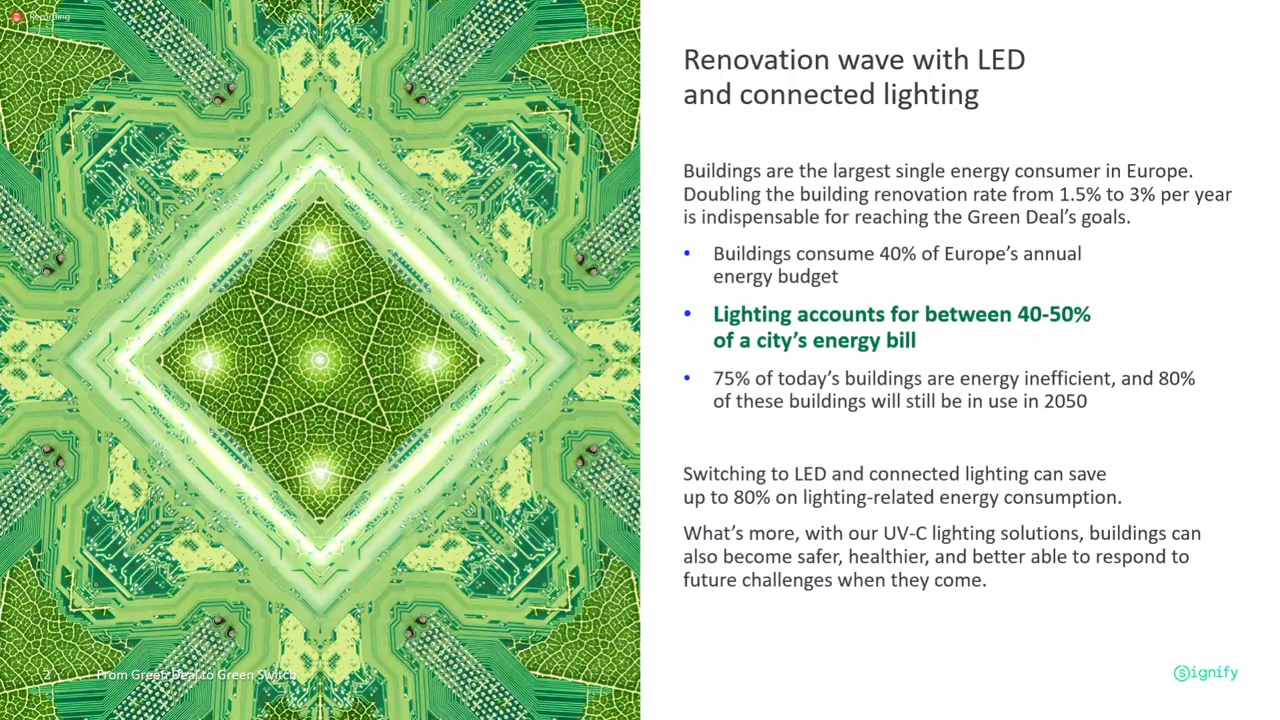 Recording
Renovation wave with LED
and connected lighting
Buildings are the largest single energy consumer in Europe.
Doubling the building renovation rate from 1.5% to 3% per year
is indispensable for reaching the Green Deal’s goals.
• Buildings consume 40% of Europe’s annual
energy budget
• Lighting accounts for between 40-50%
of a city’s energy bill
• 75% of today’s buildings are energy inefficient, and 80%
of these buildings will still be in use in 2050
Switching to LED and connected lighting can save
up to 80% on lighting-related energy consumption.
What’s more, with our UV-C lighting solutions, buildings can
also become safer, healthier, and better able to respond to
future challenges when they come.
2 From Green Deal to Green Switch
Signify